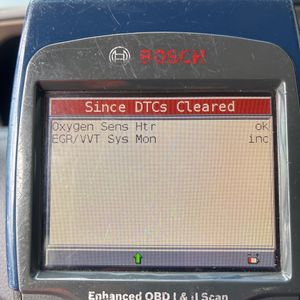 BOSCH
Since DTCs Cleared
Oxygen Sens Htr ok
EGR/VVT Sys Mon inc
Enhanced OBD I & II Scan